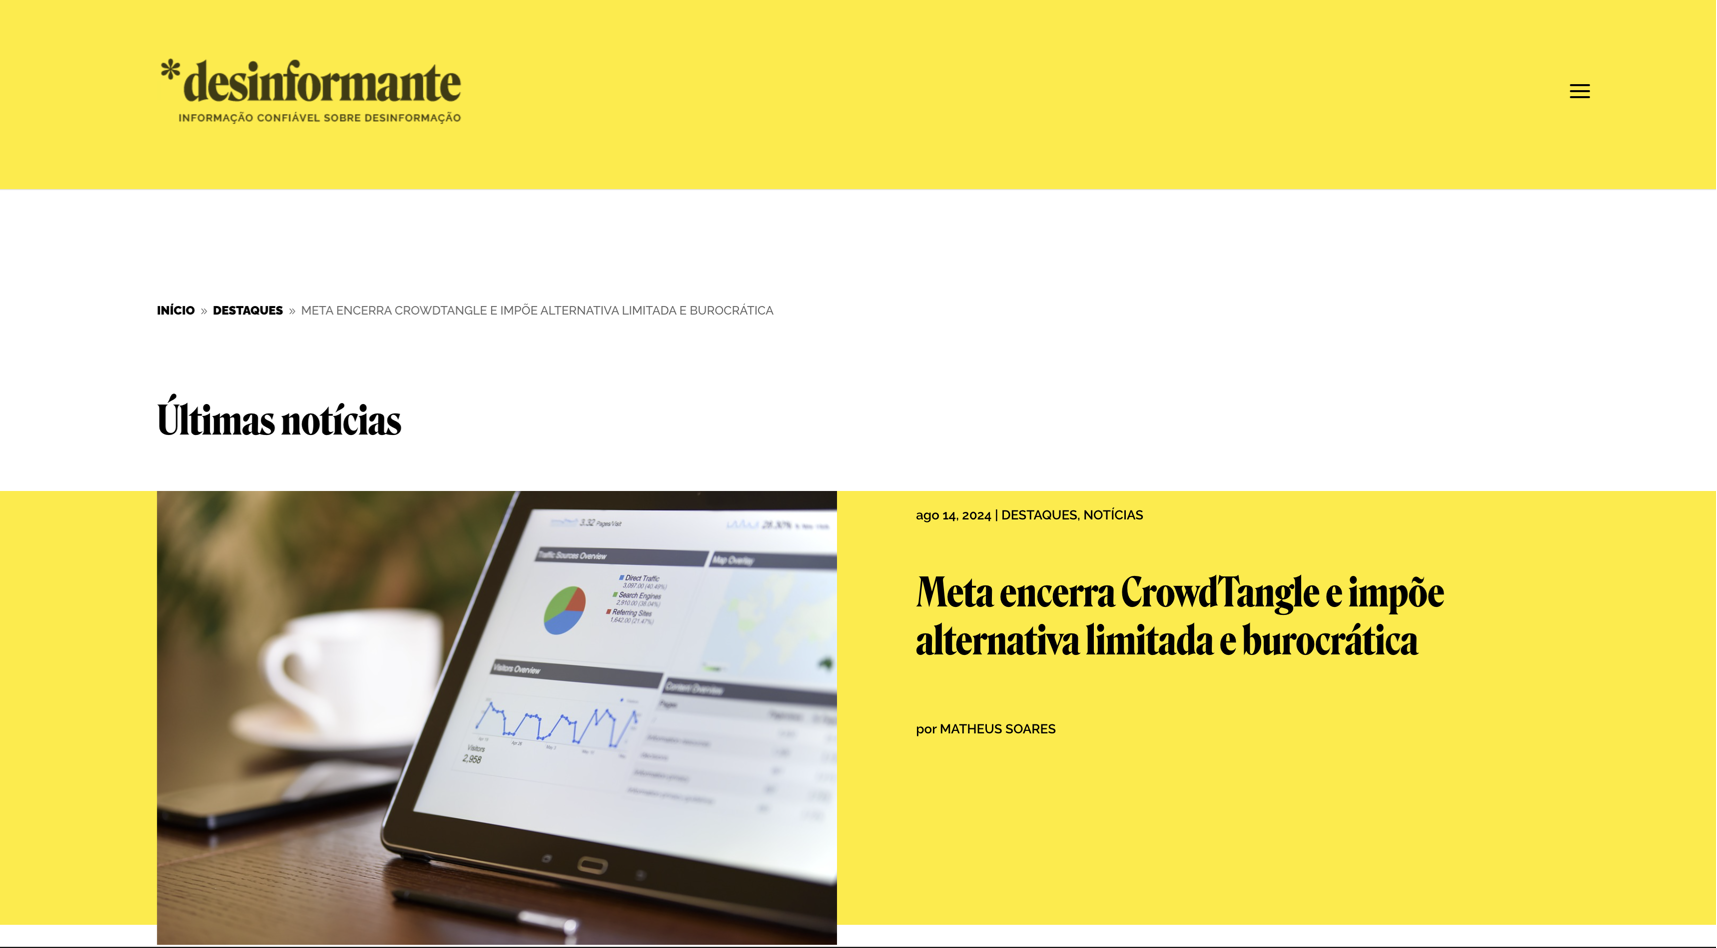 *desinformante
INFORMAÇÃO CONFIÁVEL SOBRE DESINFORMAÇÃO
INÍCIO » DESTAQUES » META ENCERRA CROWDTANGLE E IMPÕE ALTERNATIVA LIMITADA E BUROCRÁTICA
Últimas notícias
3.32 Pages/Visit
28.30%
Traffic Sources Overview
Map Overlay
Direct Traffic
3,097.00 (40.49%)
Search Engines
2,910.00 (38.04%)
Referring Sites
1,642.00 (21.47%)
Visitors Overview
Content Overview
Pages
Visitors
2,958
ago 14, 2024 | DESTAQUES, NOTÍCIAS
Meta encerra CrowdTangle e impõe
alternativa limitada e burocrática
por MATHEUS SOARES